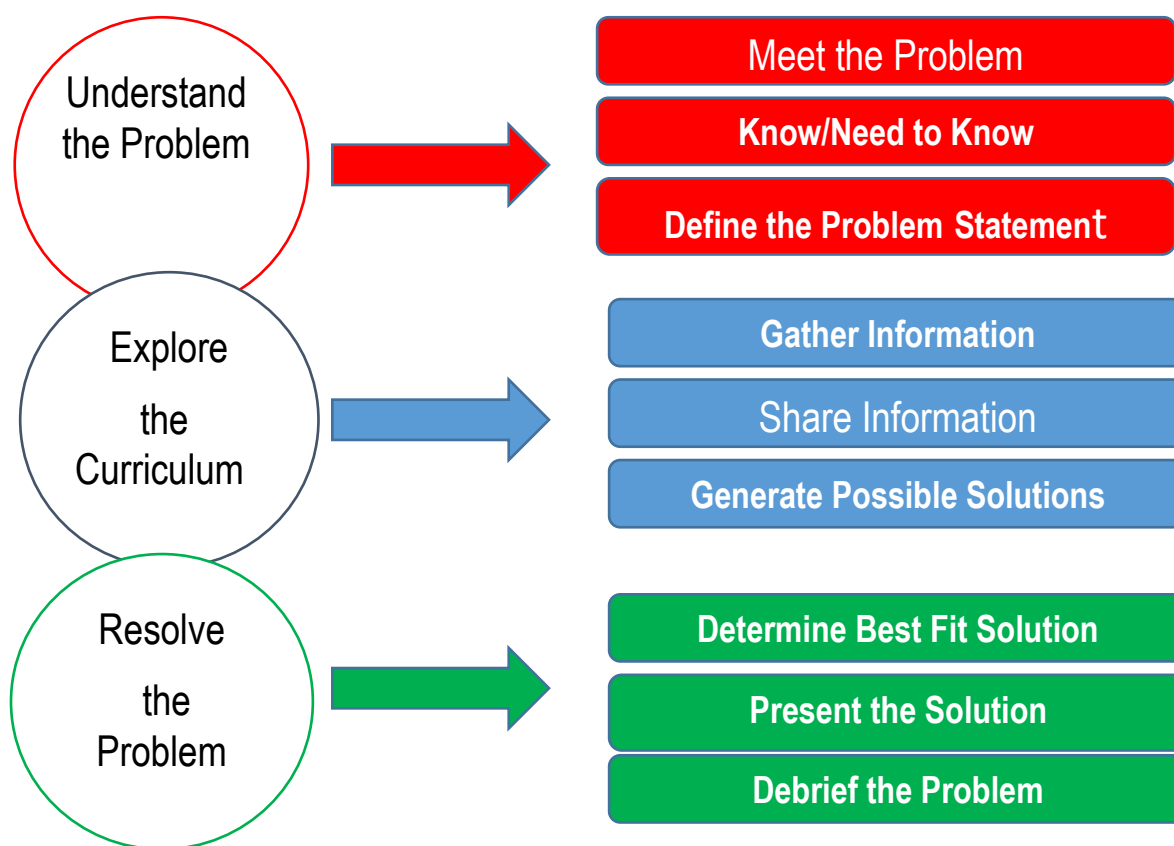 Understand
the Problem
Meet the Problem
Know/Need to Know
Define the Problem Statement
Explore
the
Curriculum
Gather Information
Share Information
Generate Possible Solutions
Resolve
the
Problem
Determine Best Fit Solution
Present the Solution
Debrief the Problem